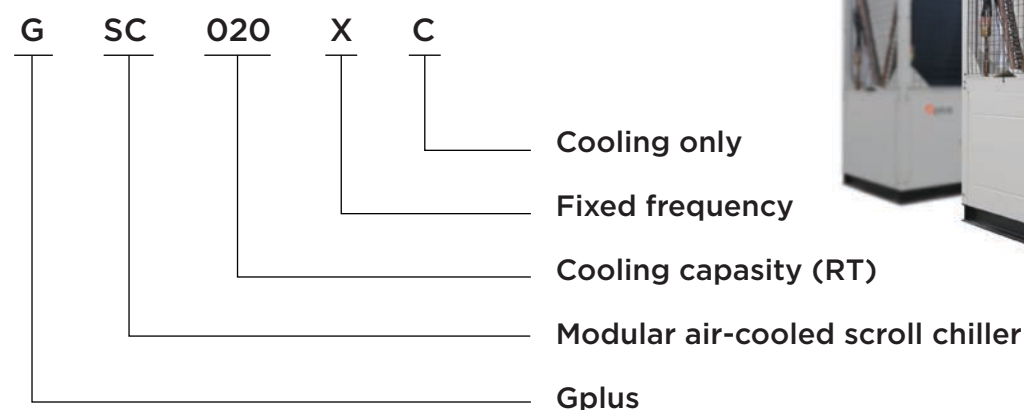 G SC 020 X C
Cooling only
Fixed frequency
Cooling capasity (RT)
Modular air-cooled scroll chiller
Gplus